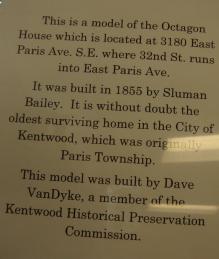 This is a model of the Octagon
House which is located at 3180 East
Paris Ave. S.E. where 32nd St. runs
into East Paris Ave.
It was built in 1855 by Sluman
Bailey. It is without doubt the
oldest surviving home in the City of
Kentwood, which was originally
Paris Township.
This model was built by Dave
VanDyke, a member of the
Kentwood Historical Preservation
Commission.